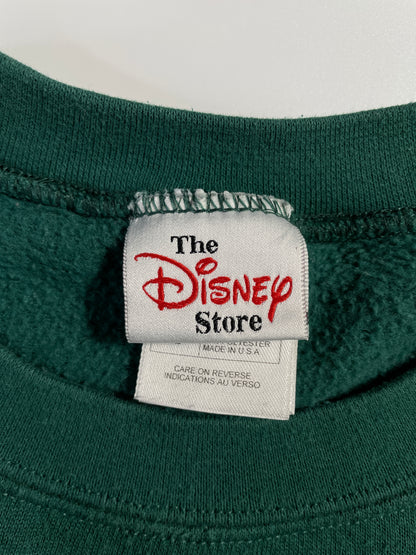 The
Disney
Store
MADE IN U.S.A
CARE ON REVERSE
INDICATIONS AU VERSO